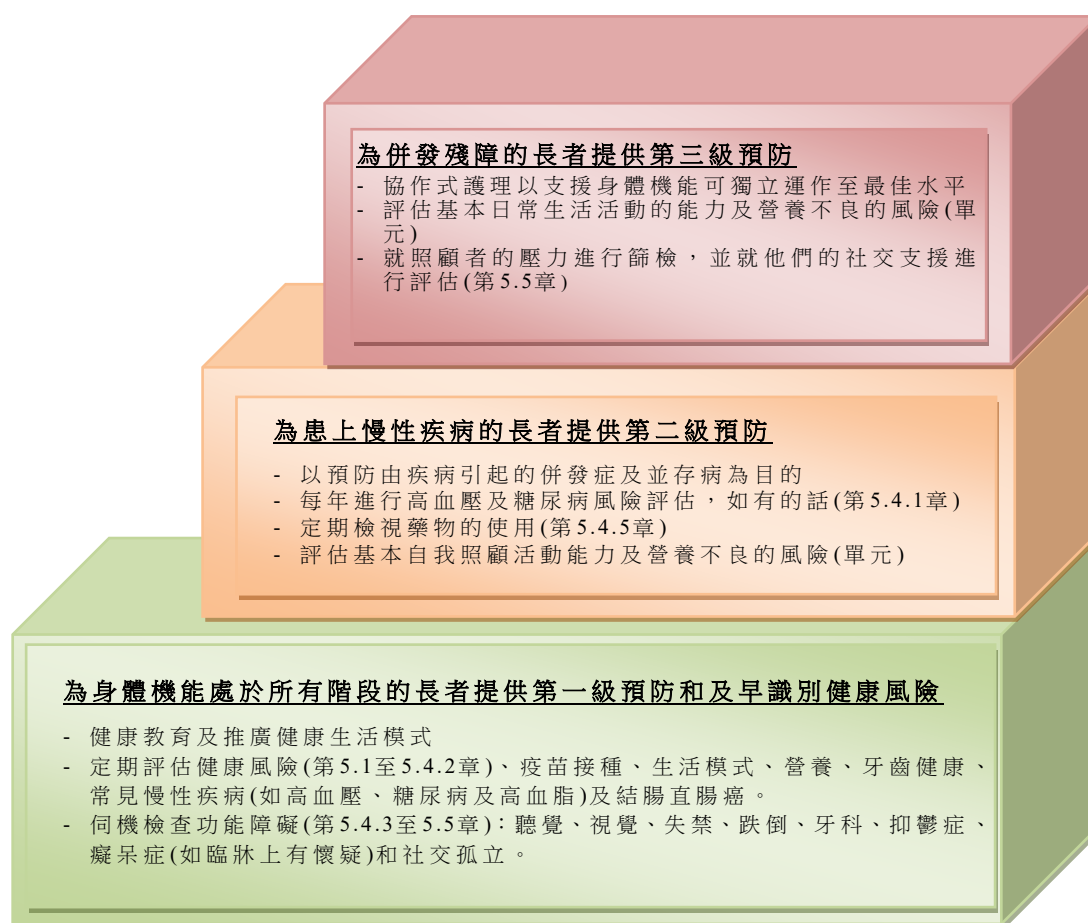 為併發殘障的長者提供第三級預防
- 協作式護理以支援身體機能可獨立運作至最佳水平
- 評估基本日常生活活動的能力及營養不良的風險(單
元)
- 就照顧者的壓力進行篩檢，並就他們的社交支援進
行評估(第5.5章)
為患上慢性疾病的長者提供第二級預防
- 以預防由疾病引起的併發症及並存病為目的
- 每年進行高血壓及糖尿病風險評估，如有的話(第5.4.1章)
- 定期檢視藥物的使用(第5.4.5章)
- 評估基本自我照顧活動能力及營養不良的風險(單元)
為身體機能處於所有階段的長者提供第一級預防和及早識別健康風險
- 健康教育及推廣健康生活模式
- 定期評估健康風險(第5.1至5.4.2章)、疫苗接種、生活模式、營養、牙齒健康、
常見慢性疾病(如高血壓、糖尿病及高血脂)及結腸直腸癌。
- 伺機檢查功能障礙(第5.4.3至5.5章)：聽覺、視覺、失禁、跌倒、牙科、抑鬱症、
癡呆症(如臨牀上有懷疑)和社交孤立。